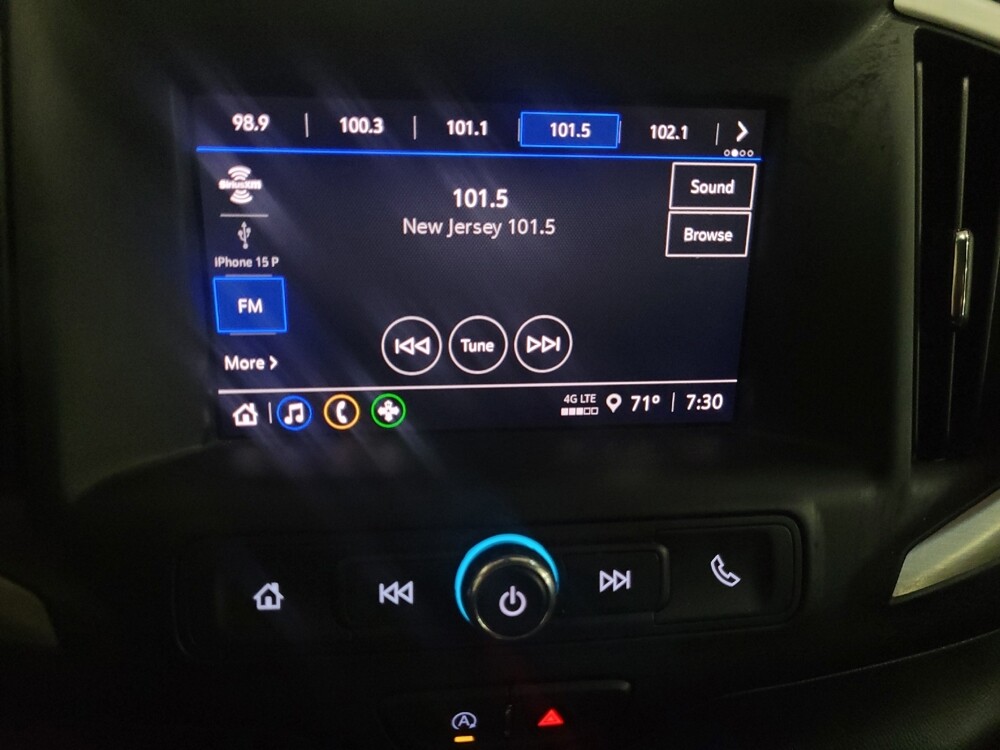 98.9 | 100.3 | 101.1 101.5 102.1 |
SiriusXM
101.5
New Jersey 101.5
Sound
Browse
iPhone 15 P
FM
More >
Tune
4G LTE
71° | 7:30
A